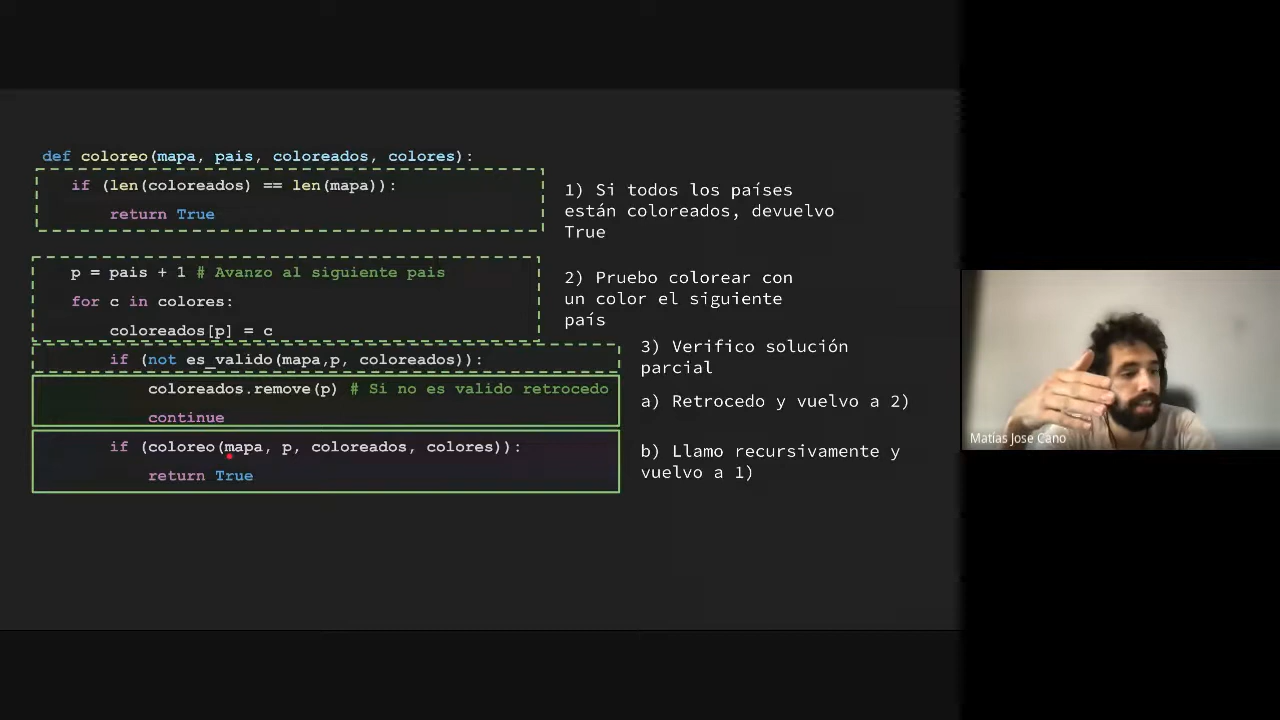 def coloreo(mapa, pais, coloreados, colores):
if (len(coloreados) == len(mapa)):
return True
1) Si todos los países
están coloreados, devuelvo
True
p = pais + 1 # Avanzo al siguiente pais
for c in colores:
coloreados[p] = c
2) Pruebo colorear con
un color el siguiente
país
if (not es_valido(mapa,p, coloreados)):
3) Verifico solución
parcial
coloreados.remove(p) # Si no es valido retrocedo
continue
a) Retrocedo y vuelvo a 2)
if (coloreo(mapa, p, coloreados, colores)):
return True
b) Llamo recursivamente y
vuelvo a 1)
Matías Jose Cano